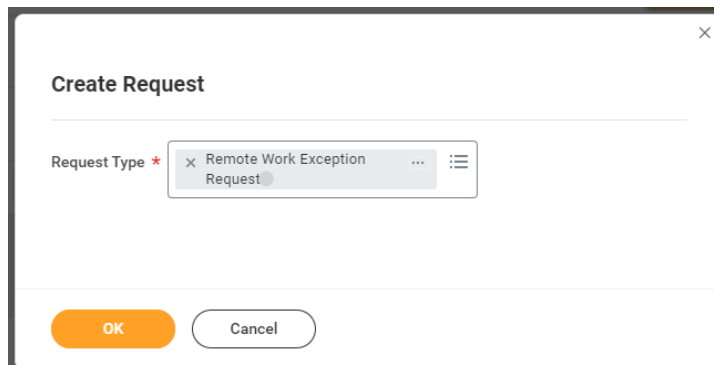 Create Request
Request Type *
Remote Work Exception
Request
OK
Cancel